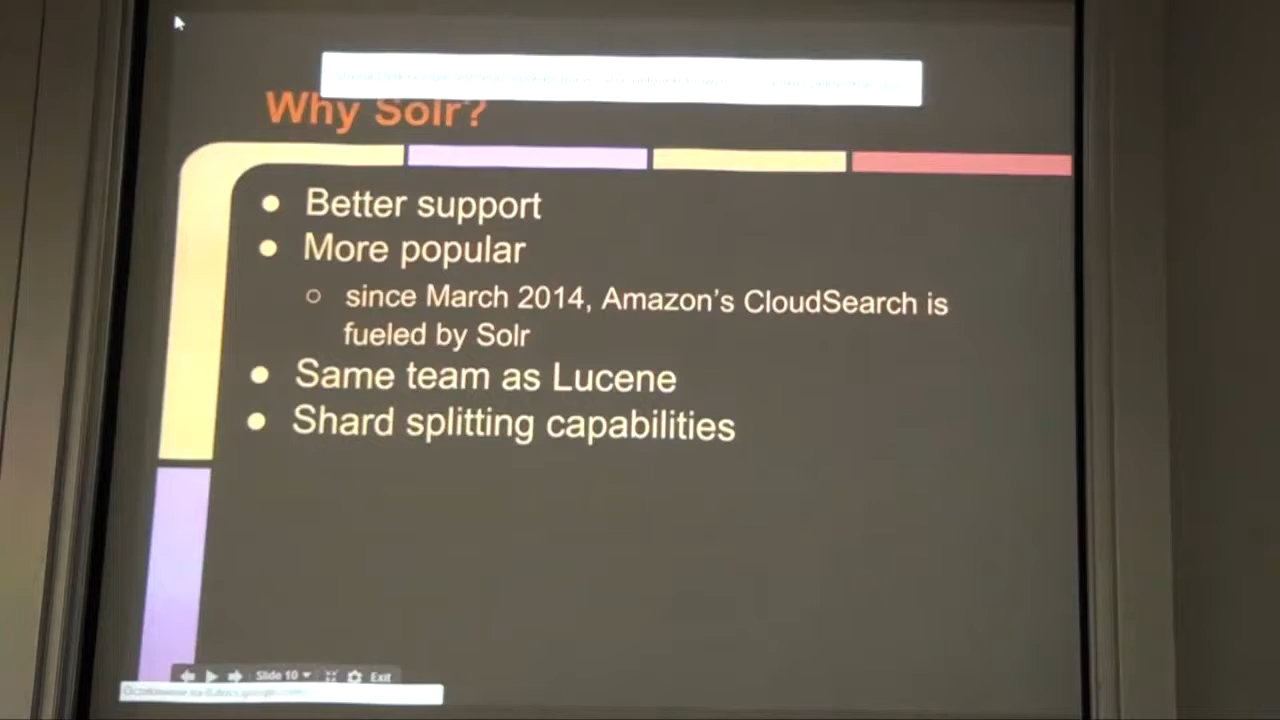 Why Solr?
● Better support
● More popular
○ since March 2014, Amazon's CloudSearch is
fueled by Solr
● Same team as Lucene
● Shard splitting capabilities
Slide 10
Exit